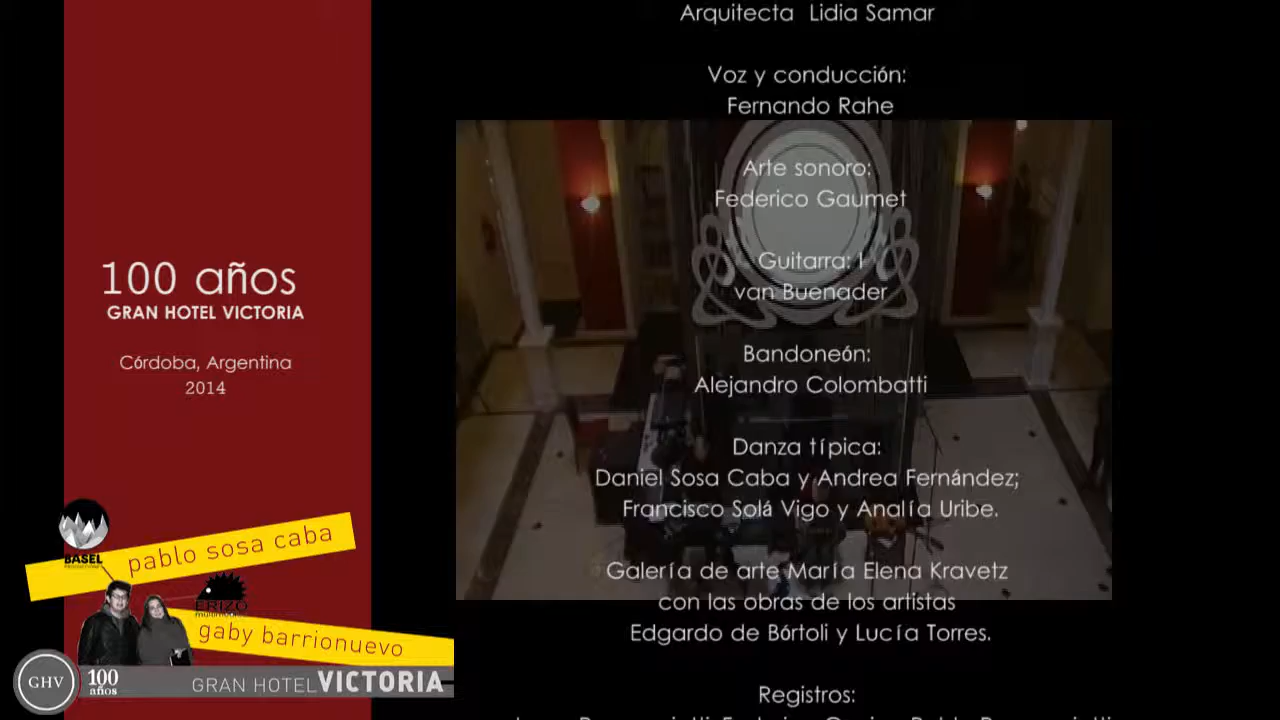 100 años
GRAN HOTEL VICTORIA
Córdoba, Argentina
2014
BASEL
pablo sosa caba
ERIZO
gaby barrionuevo
GHV
100
años
GRAN HOTEL VICTORIA
Arquitecta Lidia Samar
Voz y conducción:
Fernando Rahe
Arte sonoro:
Federico Gaumet
Guitarra: I
van Buenader
Bandoneón:
Alejandro Colombatti
Danza típica:
Daniel Sosa Caba y Andrea Fernández;
Francisco Solá Vigo y Analía Uribe.
Galería de arte María Elena Kravetz
con las obras de los artistas
Edgardo de Bórtoli y Lucía Torres.
Registros: